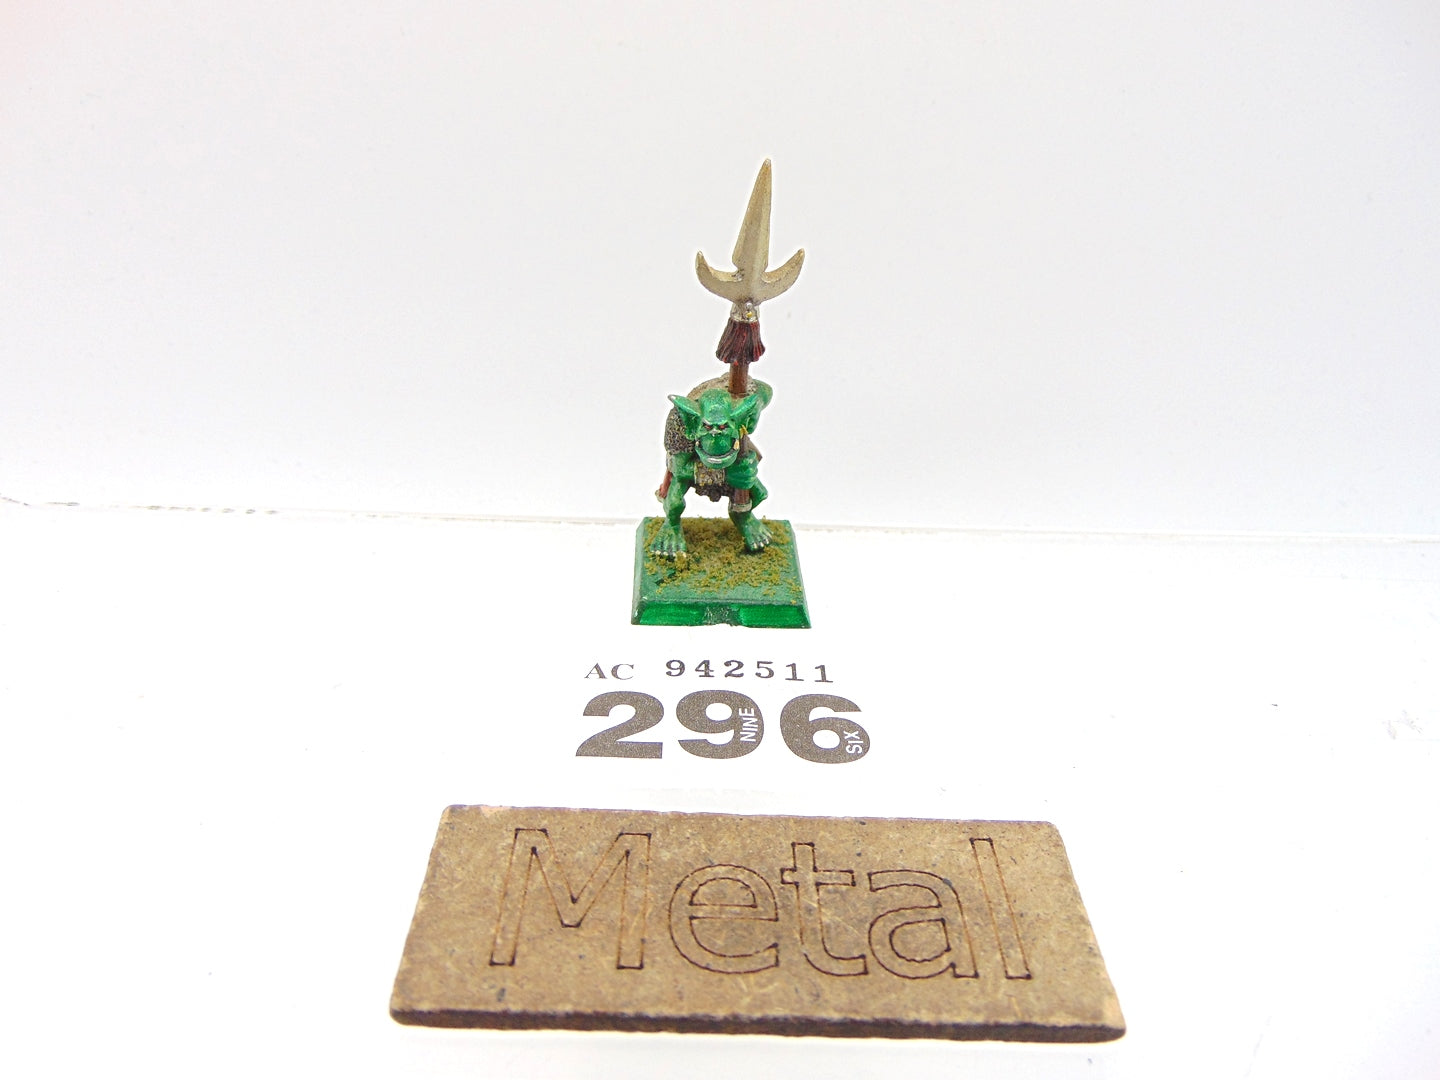 AC 942511
296
NINE
SIX
Metal